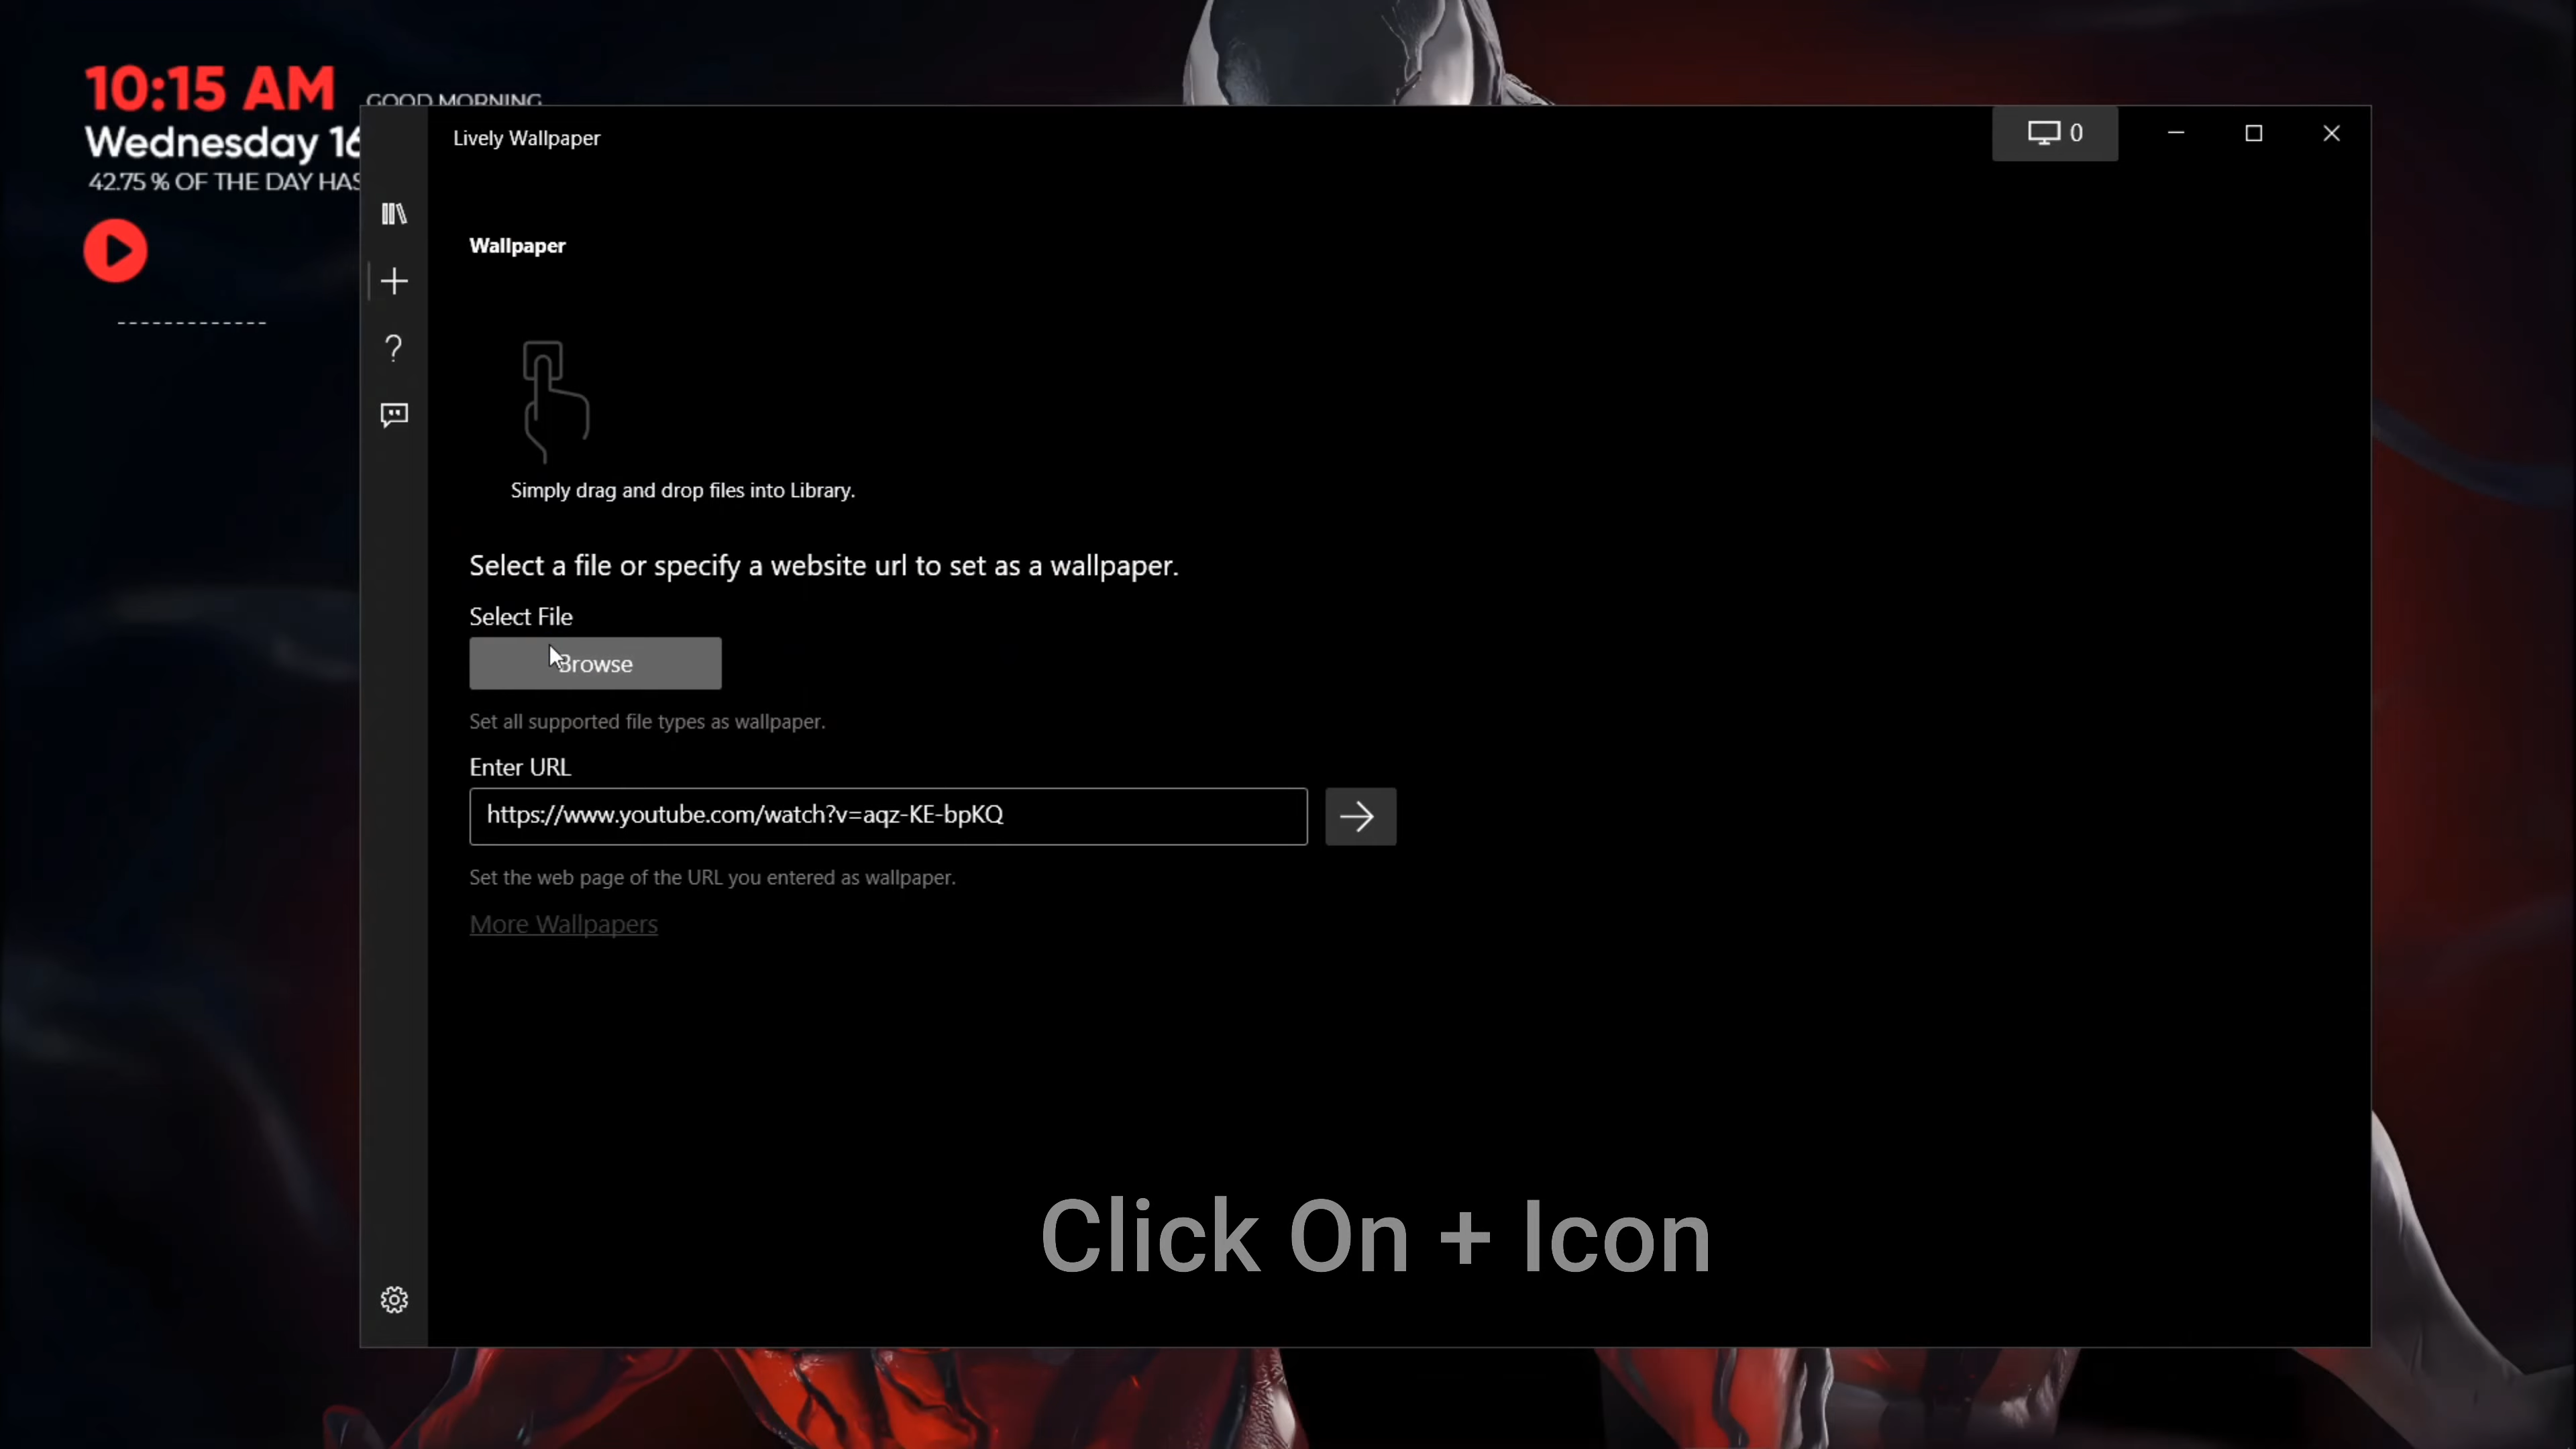 10:15 AM
GOOD MORNING
Wednesday 16
42.75 % OF THE DAY HAS
Lively Wallpaper
0
Wallpaper
Simply drag and drop files into Library.
Select a file or specify a website url to set as a wallpaper.
Select File
Browse
Set all supported file types as wallpaper.
Enter URL
https://www.youtube.com/watch?v=aqz-KE-bpKQ
Set the web page of the URL you entered as wallpaper.
More Wallpapers
Click On + Icon